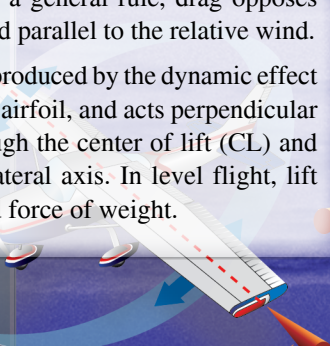 a general rule, drag opposes
d parallel to the relative wind.
produced by the dynamic effect
airfoil, and acts perpendicular
gh the center of lift (CL) and
ateral axis. In level flight, lift
force of weight.